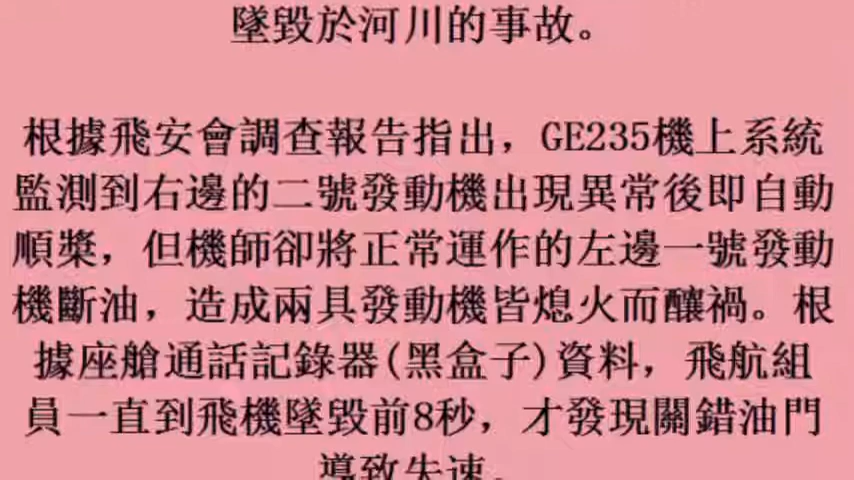 墜毀於河川的事故。
根據飛安會調查報告指出，GE235機上系統
監測到右邊的二號發動機出現異常後即自動
順槳，但機師卻將正常運作的左邊一號發動
機斷油，造成兩具發動機皆熄火而釀禍。根
據座艙通話記錄器(黑盒子)資料，飛航組
員一直到飛機墜毀前8秒，才發現關錯油門
導致失速。